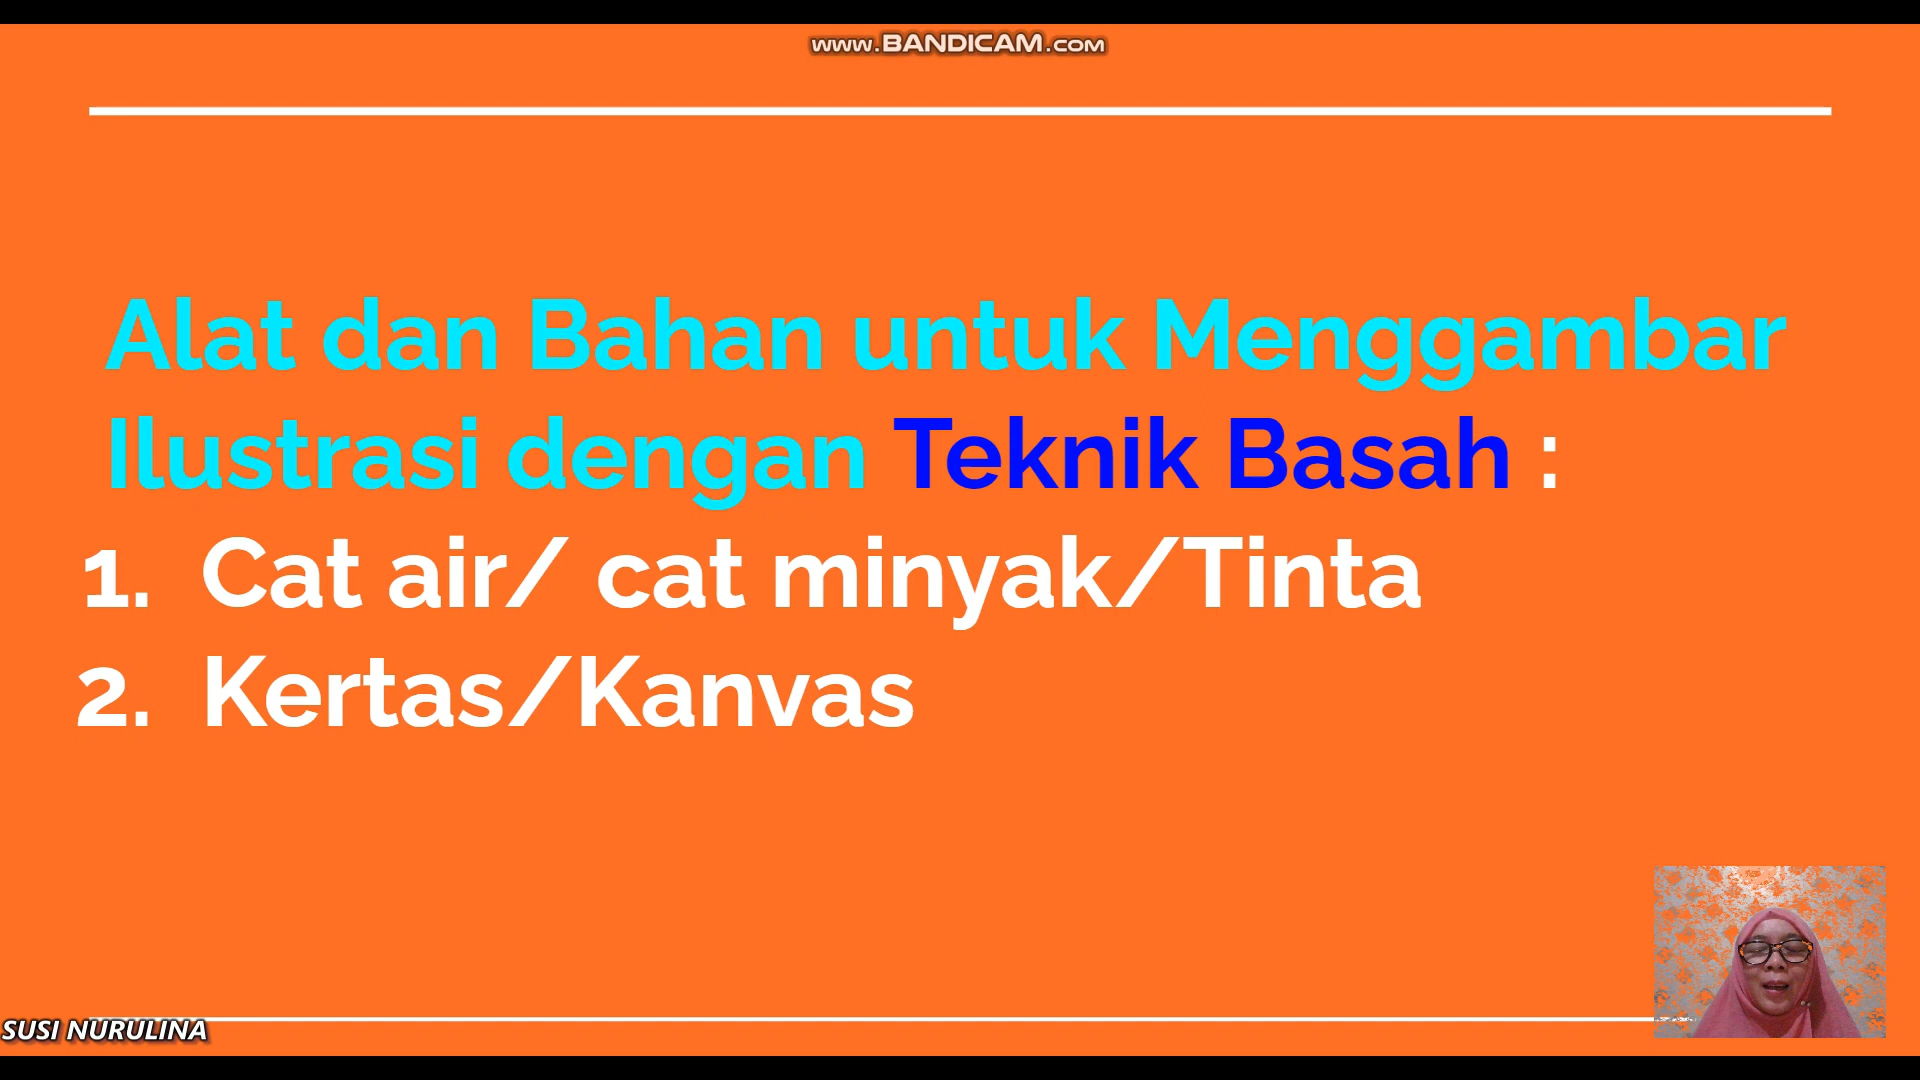 www.BANDICAM.COM
Alat dan Bahan untuk Menggambar
Ilustrasi dengan Teknik Basah :
1. Cat air/ cat minyak/Tinta
2. Kertas/Kanvas
SUSI NURULINA